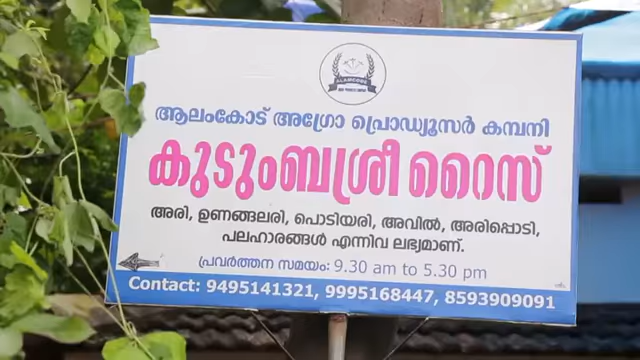 ALAMCODE
ആലംകോട് അഗ്രോ പ്രൊഡ്യൂസർ കമ്പനി
കുടുംബശ്രീ റൈസ്
അരി, ഉണങ്ങലരി, പൊടിയരി, അവിൽ, അരിപ്പൊടി,
പലഹാരങ്ങൾ എന്നിവ ലഭ്യമാണ്.
പ്രവർത്തന സമയം: 9.30 am to 5.30 pm
Contact: 9495141321, 9995168447, 8593909091